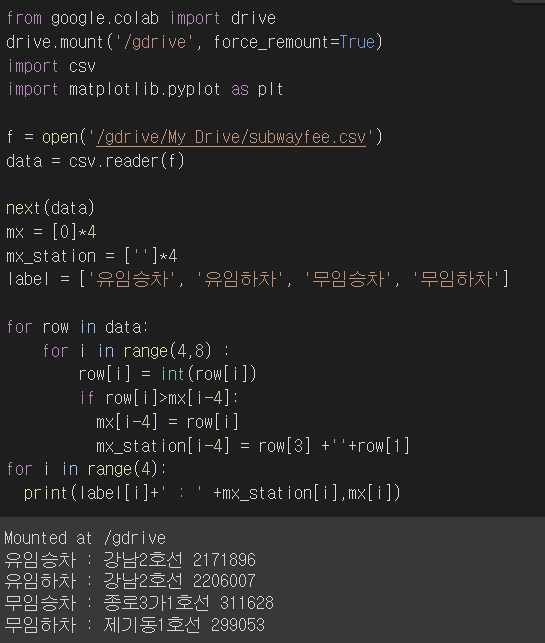 from google.colab import drive
drive.mount('/gdrive', force_remount=True)
import csv
import matplotlib.pyplot as plt

f = open('/gdrive/My Drive/subwayfee.csv')
data = csv.reader(f)

next(data)
mx = [0]*4
mx_station = ['']*4
label = ['유임승차', '유임하차', '무임승차', '무임하차']

for row in data:
    for i in range(4,8) :
        row[i] = int(row[i])
        if row[i]>mx[i-4]:
          mx[i-4] = row[i]
          mx_station[i-4] = row[3] +''+row[1]
for i in range(4):
  print(label[i]+' : ' +mx_station[i],mx[i])

Mounted at /gdrive
유임승차 : 강남2호선 2171896
유임하차 : 강남2호선 2206007
무임승차 : 종로3가1호선 311628
무임하차 : 제기동1호선 299053